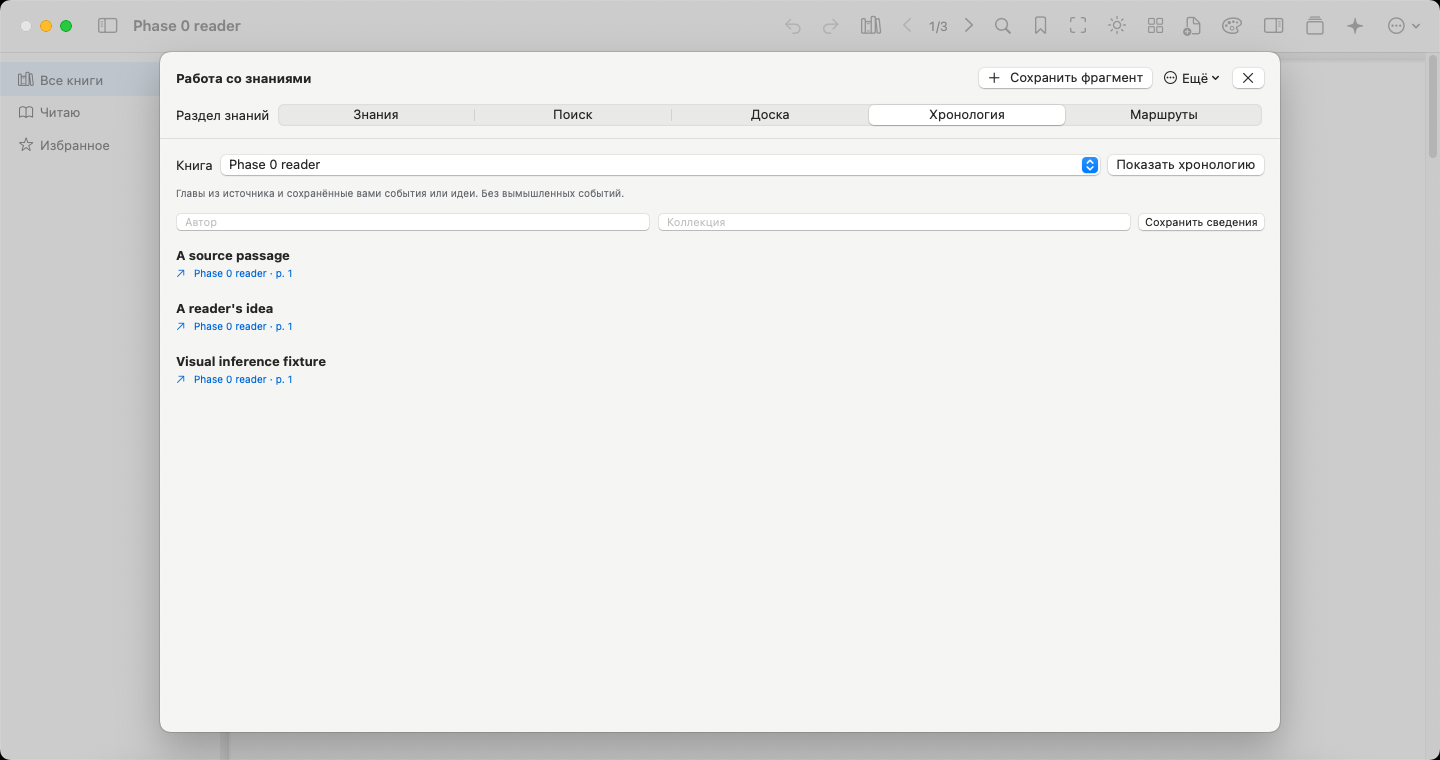 Phase 0 reader
1/3
Все книги
Читаю
Избранное
Работа со знаниями
Сохранить фрагмент
Ещё
Раздел знаний
Знания
Поиск
Доска
Хронология
Маршруты
Книга
Phase 0 reader
Показать хронологию
Главы из источника и сохранённые вами события или идеи. Без вымышленных событий.
Автор
Коллекция
Сохранить сведения
A source passage
Phase 0 reader · p. 1
A reader's idea
Phase 0 reader · p. 1
Visual inference fixture
Phase 0 reader · p. 1